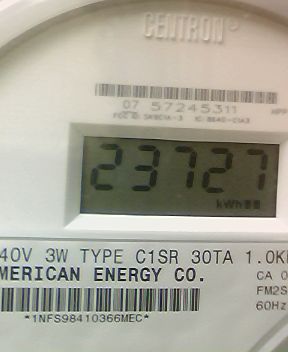 CENTRON
07 57245311
23727
kWh
40V 3W TYPE C1SR 30TA 1.0K
MERICAN ENERGY CO.
CA 0
FM2S
60Hz
*1NFS98410366MEC*